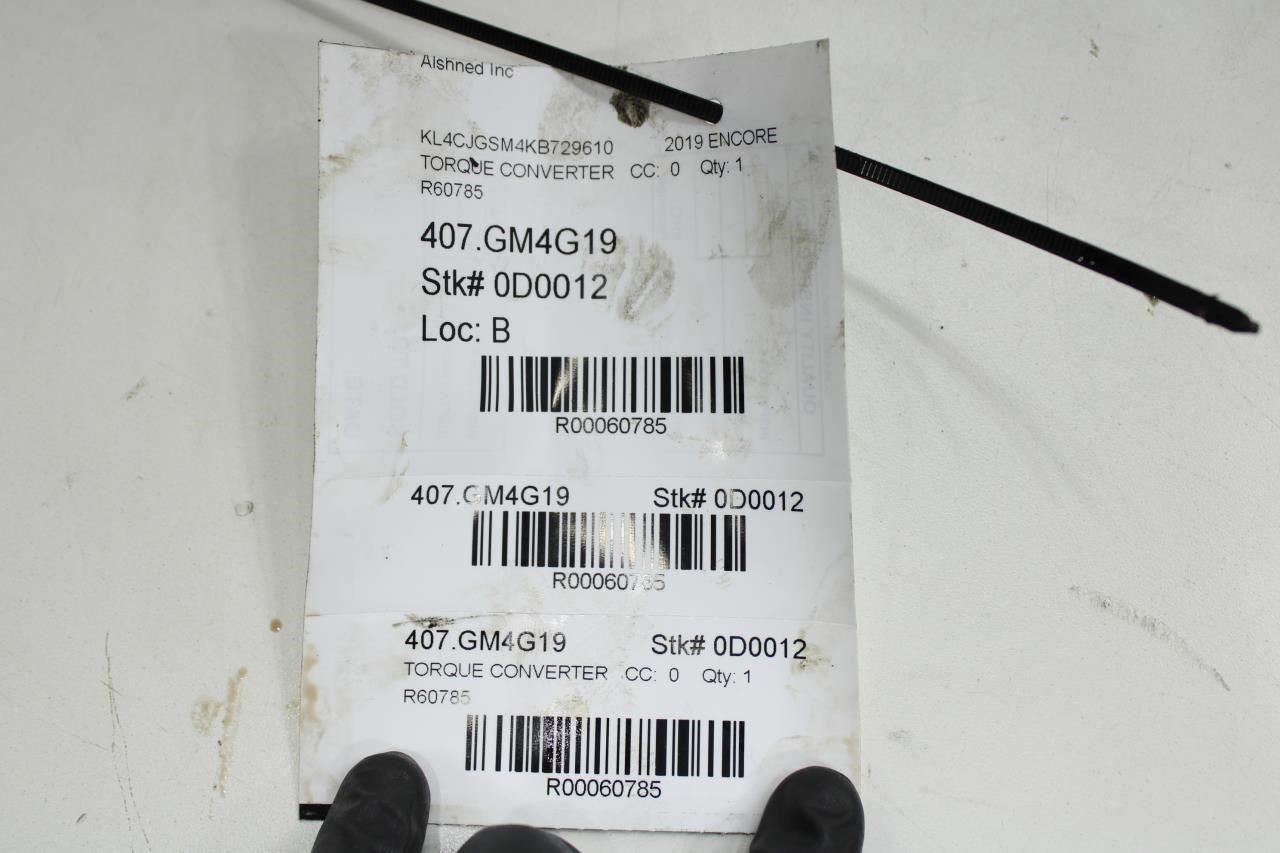 Alshned Inc
KL4CJGSM4KB729610 2019 ENCORE
TORQUE CONVERTER CC: 0 Qty: 1
R60785
407.GM4G19
Stk# 0D0012
Loc: B
R00060785
407.GM4G19 Stk# 0D0012
R00060785
407.GM4G19 Stk# 0D0012
TORQUE CONVERTER CC: 0 Qty: 1
R60785
R00060785